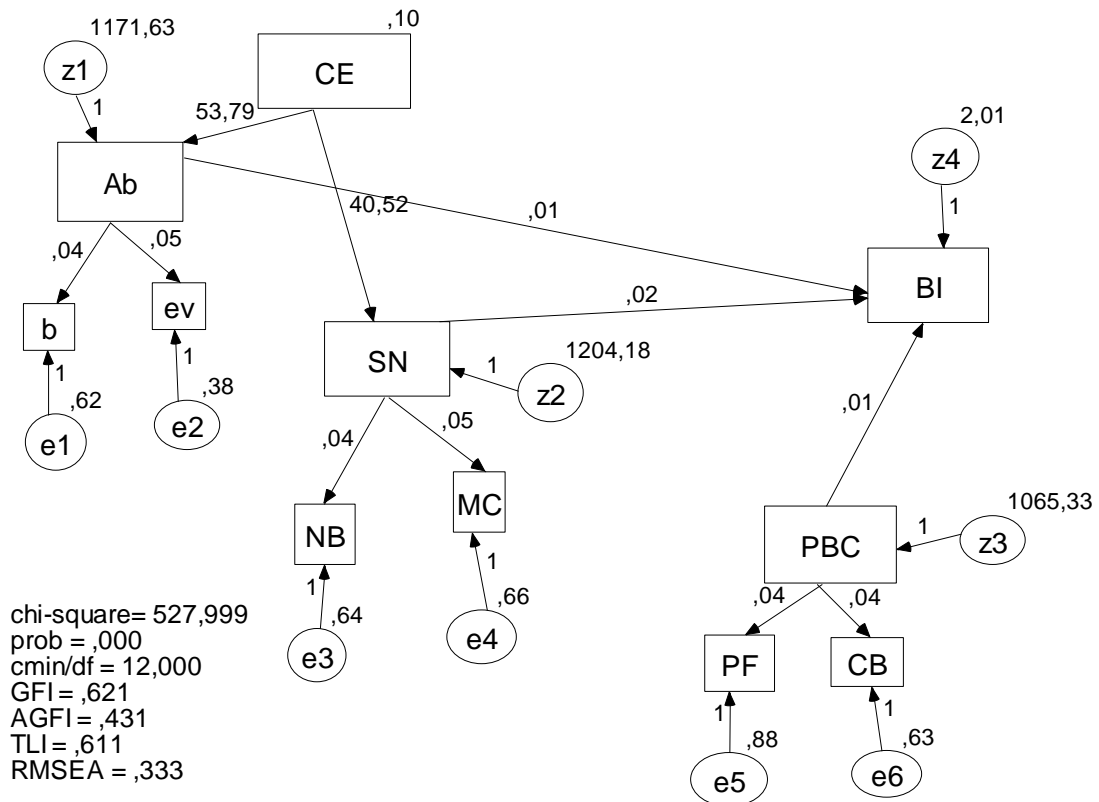 1171,63
,10
z1
CE
1
53,79
2,01
z4
Ab
40,52
,01
1
,04
,05
BI
b
ev
,02
1
1
1204,18
SN
1
z2
,62
,38
e1
e2
,01
,04
,05
MC
NB
1065,33
PBC
1
z3
1
1
,64
,66
e3
e4
,04
,04
PF
CB
1
1
,88
,63
e5
e6
chi-square= 527,999
prob = ,000
cmin/df = 12,000
GFI = ,621
AGFI = ,431
TLI = ,611
RMSEA = ,333